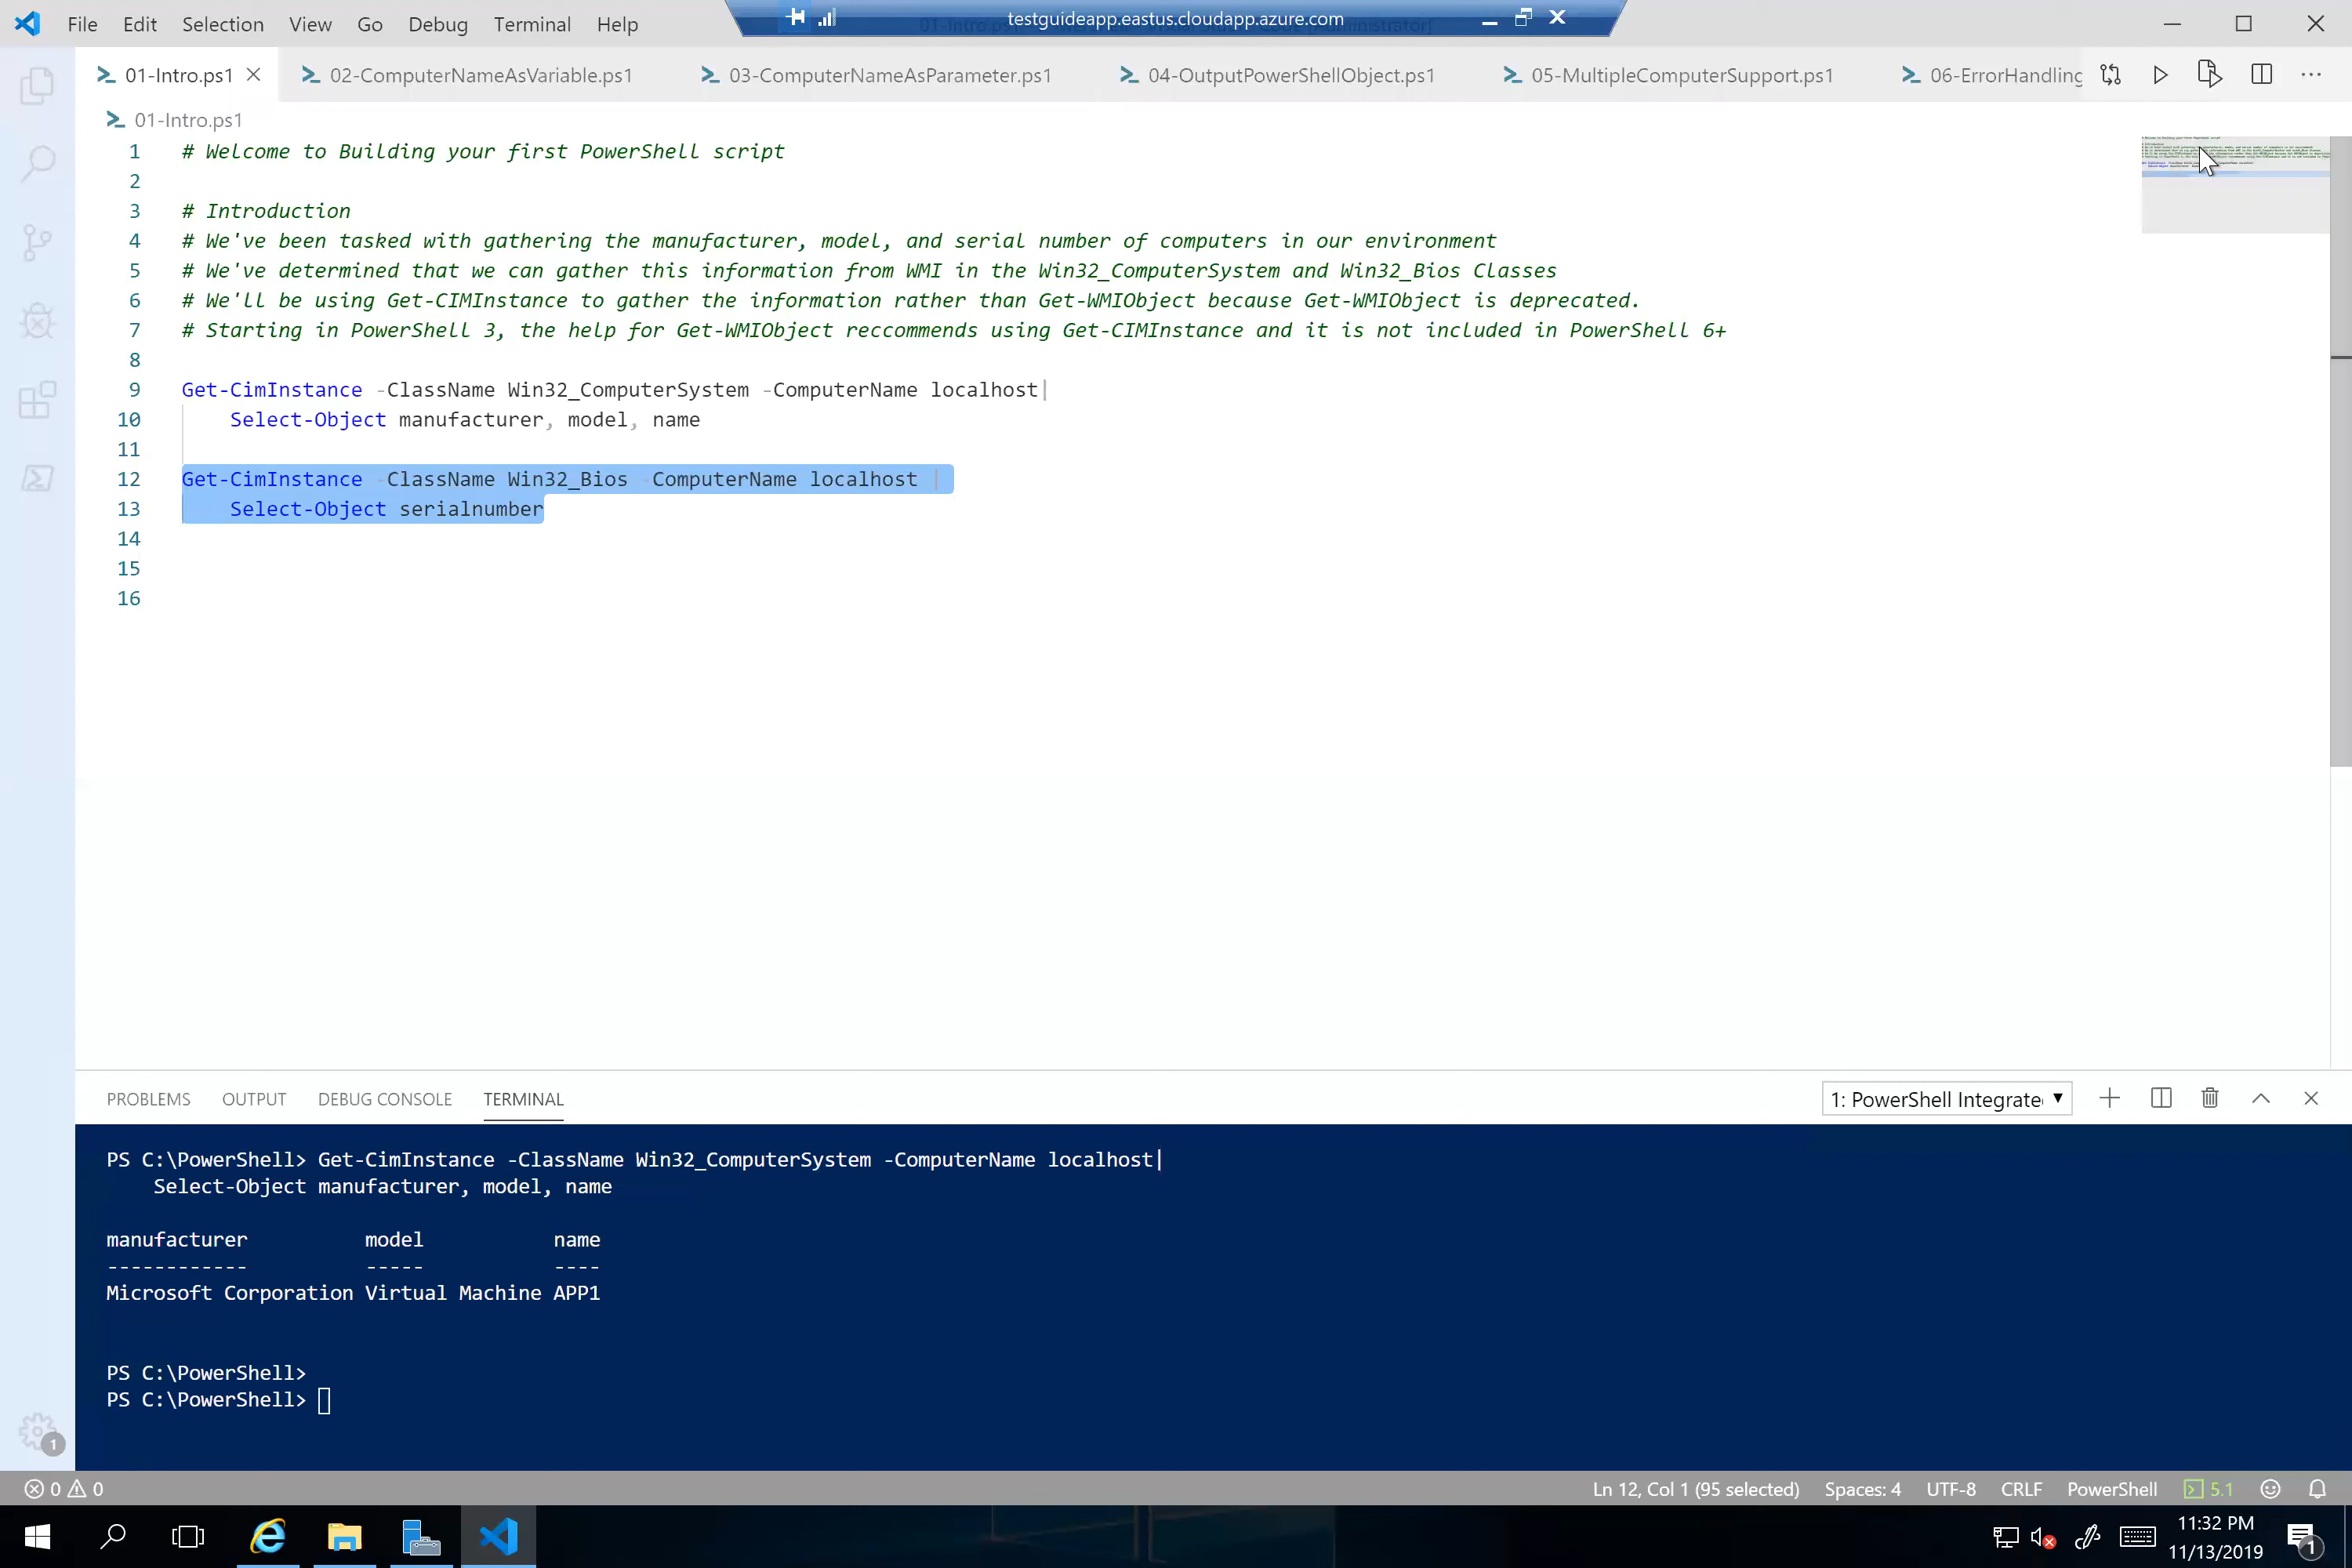 File Edit Selection View Go Debug Terminal Help
testguideapp.eastus.cloudapp.azure.com
01-Intro.ps1 02-ComputerNameAsVariable.ps1 03-ComputerNameAsParameter.ps1 04-OutputPowerShellObject.ps1 05-MultipleComputerSupport.ps1 06-ErrorHandling
01-Intro.ps1
1 # Welcome to Building your first PowerShell script
2
3 # Introduction
4 # We've been tasked with gathering the manufacturer, model, and serial number of computers in our environment
5 # We've determined that we can gather this information from WMI in the Win32_ComputerSystem and Win32_Bios Classes
6 # We'll be using Get-CIMInstance to gather the information rather than Get-WMIObject because Get-WMIObject is deprecated.
7 # Starting in PowerShell 3, the help for Get-WMIObject reccommends using Get-CIMInstance and it is not included in PowerShell 6+
8
9 Get-CimInstance -ClassName Win32_ComputerSystem -ComputerName localhost|
10 Select-Object manufacturer, model, name
11
12 Get-CimInstance -ClassName Win32_Bios -ComputerName localhost |
13 Select-Object serialnumber
14
15
16
PROBLEMS OUTPUT DEBUG CONSOLE TERMINAL 1: PowerShell Integrate
PS C:\PowerShell> Get-CimInstance -ClassName Win32_ComputerSystem -ComputerName localhost|
Select-Object manufacturer, model, name
manufacturer model name
------------ ----- ----
Microsoft Corporation Virtual Machine APP1
PS C:\PowerShell>
PS C:\PowerShell>
1
0 0 Ln 12, Col 1 (95 selected) Spaces: 4 UTF-8 CRLF PowerShell 5.1
11:32 PM
11/13/2019
1